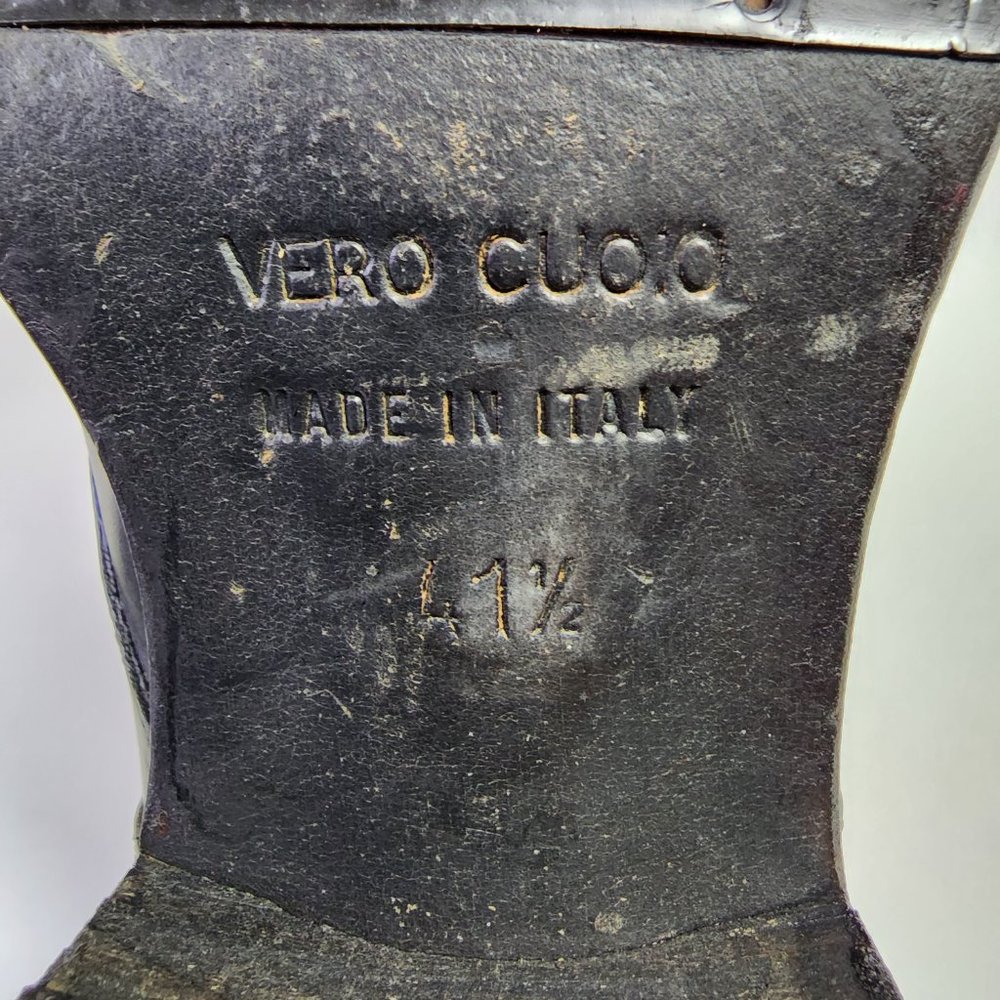 VERO CUOIO
-
MADE IN ITALY
41½